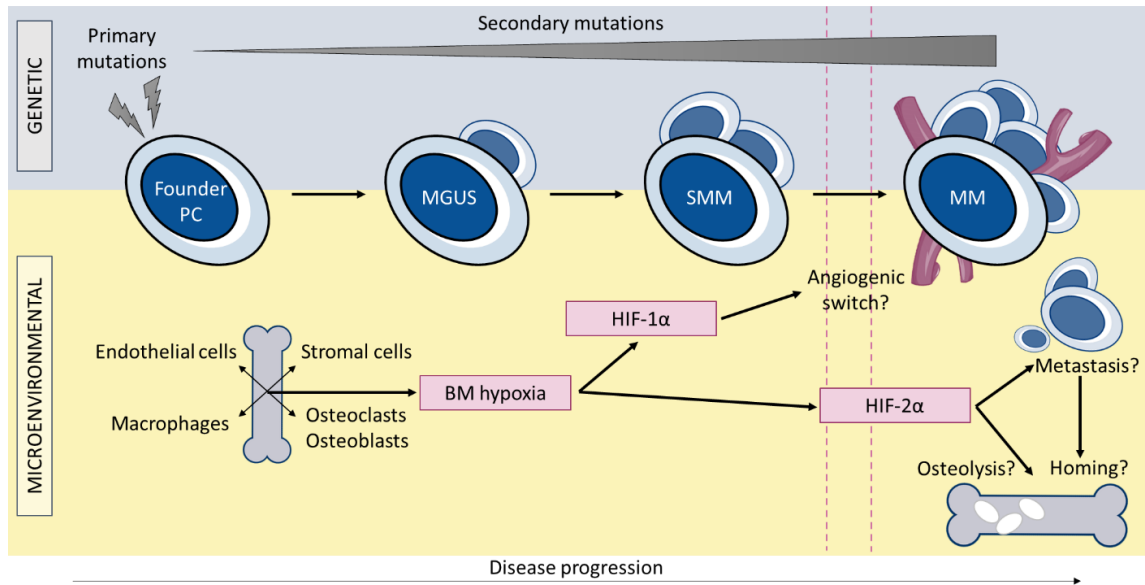 Secondary mutations
Primary
mutations
GENETIC
Founder
PC
MGUS
SMM
MM
MICROENVIRONMENTAL
Angiogenic
switch?
HIF-1α
Endothelial cells
Stromal cells
Metastasis?
BM hypoxia
HIF-2α
Macrophages
Osteoclasts
Osteoblasts
Osteolysis?
Homing?
Disease progression